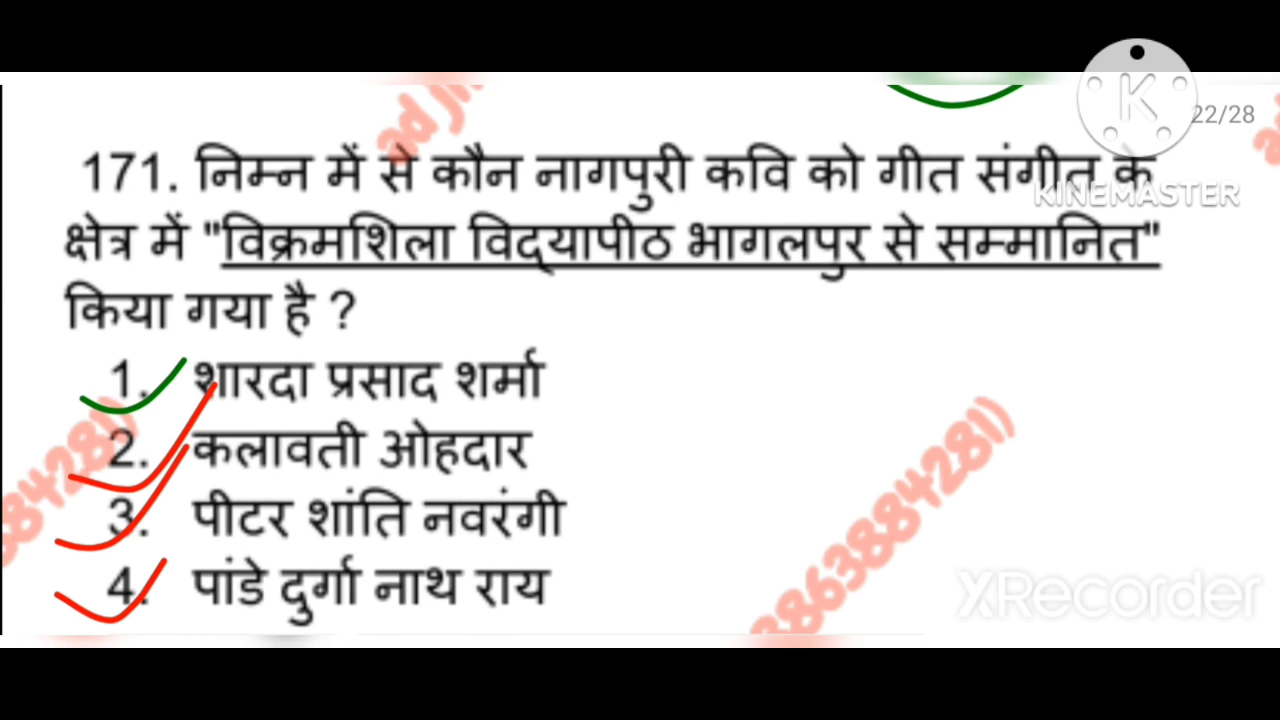 22/28
171. निम्न में से कौन नागपुरी कवि को गीत संगीत के
KINEMASTER
क्षेत्र में "विक्रमशिला विद्यापीठ भागलपुर से सम्मानित"
किया गया है ?
1. शारदा प्रसाद शर्मा
2. कलावती ओहदार
3. पीटर शांति नवरंगी
4. पांडे दुर्गा नाथ राय
XRecorder